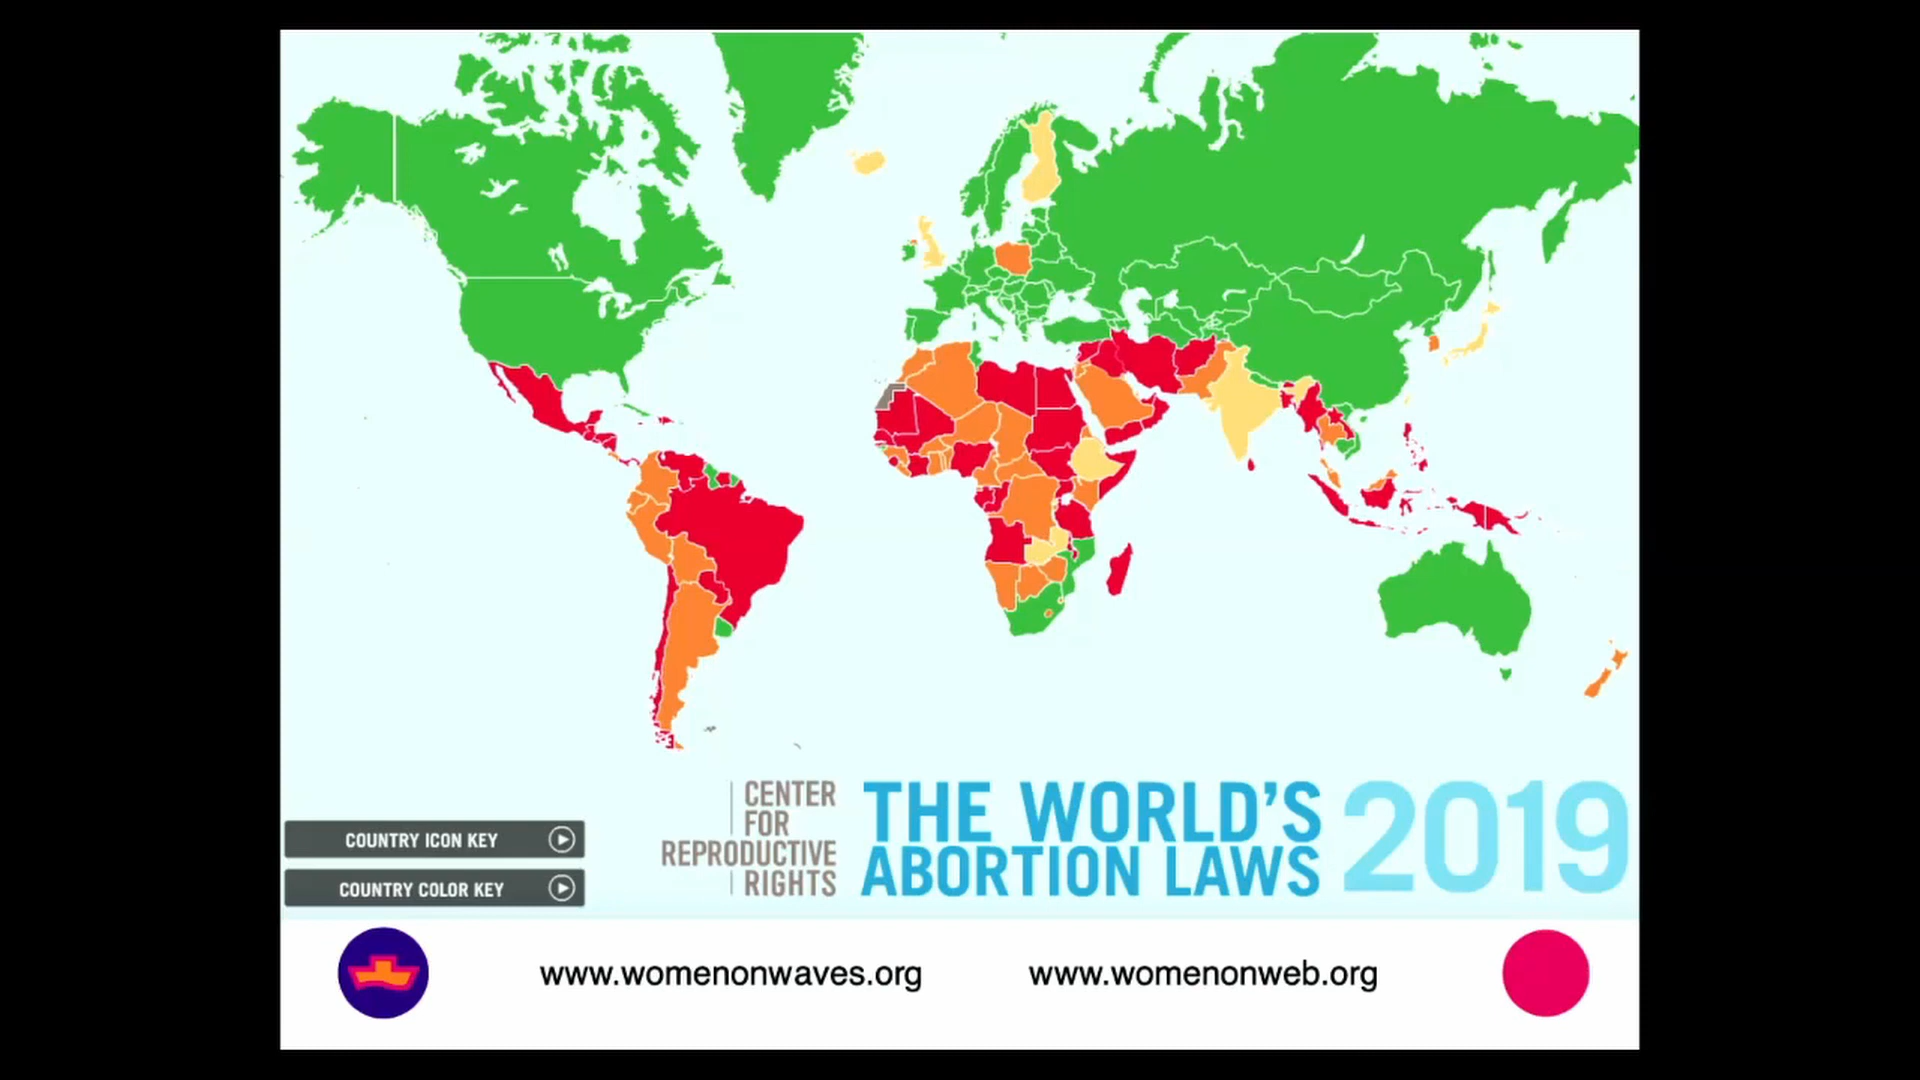 CENTER
FOR
REPRODUCTIVE
RIGHTS
THE WORLD'S
ABORTION LAWS
2019
COUNTRY ICON KEY
COUNTRY COLOR KEY
www.womenonwaves.org
www.womenonweb.org